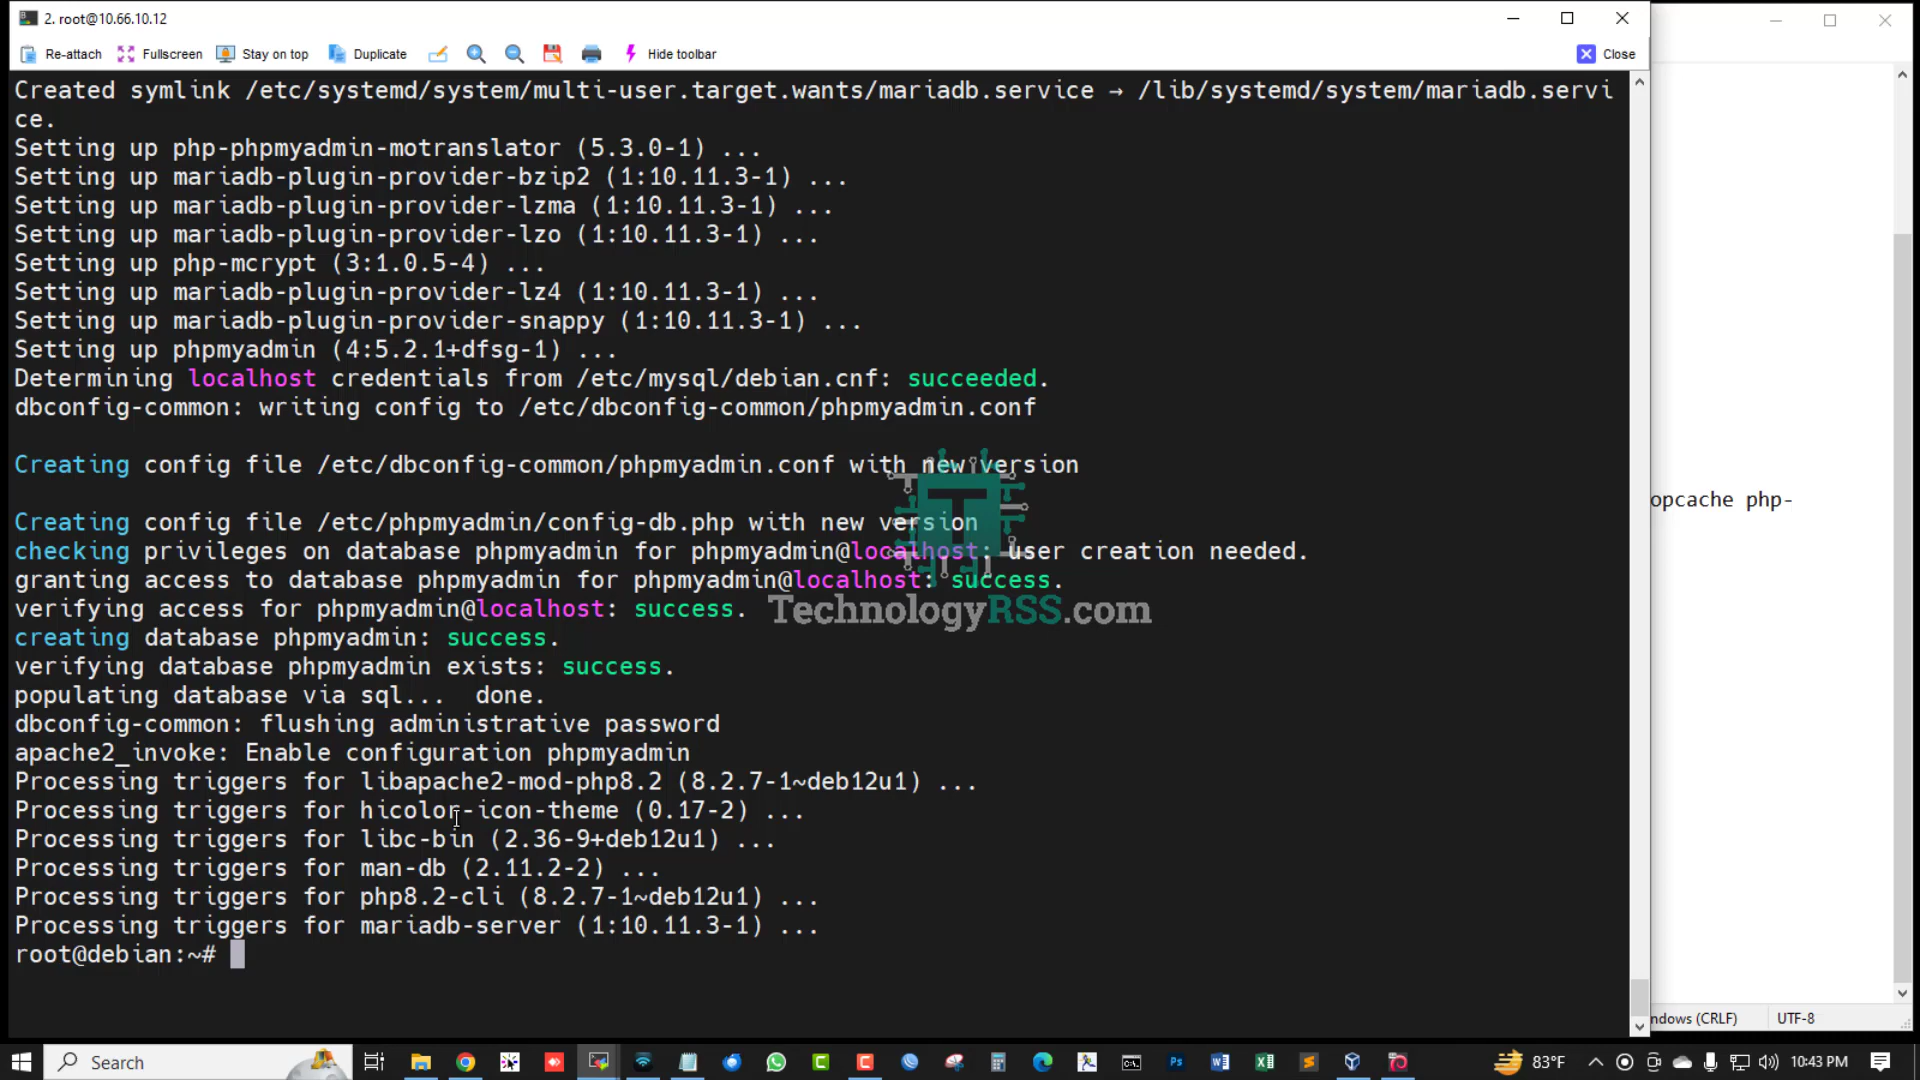 2. root@10.66.10.12
Re-attach Fullscreen Stay on top Duplicate Hide toolbar Close
Created symlink /etc/systemd/system/multi-user.target.wants/mariadb.service → /lib/systemd/system/mariadb.servi
ce.
Setting up php-phpmyadmin-motranslator (5.3.0-1) ...
Setting up mariadb-plugin-provider-bzip2 (1:10.11.3-1) ...
Setting up mariadb-plugin-provider-lzma (1:10.11.3-1) ...
Setting up mariadb-plugin-provider-lzo (1:10.11.3-1) ...
Setting up php-mcrypt (3:1.0.5-4) ...
Setting up mariadb-plugin-provider-lz4 (1:10.11.3-1) ...
Setting up mariadb-plugin-provider-snappy (1:10.11.3-1) ...
Setting up phpmyadmin (4:5.2.1+dfsg-1) ...
Determining localhost credentials from /etc/mysql/debian.cnf: succeeded.
dbconfig-common: writing config to /etc/dbconfig-common/phpmyadmin.conf
Creating config file /etc/dbconfig-common/phpmyadmin.conf with new version
opcache php-
Creating config file /etc/phpmyadmin/config-db.php with new version
checking privileges on database phpmyadmin for phpmyadmin@localhost: user creation needed.
granting access to database phpmyadmin for phpmyadmin@localhost: success.
verifying access for phpmyadmin@localhost: success.
TechnologyRSS.com
creating database phpmyadmin: success.
verifying database phpmyadmin exists: success.
populating database via sql...  done.
dbconfig-common: flushing administrative password
apache2_invoke: Enable configuration phpmyadmin
Processing triggers for libapache2-mod-php8.2 (8.2.7-1~deb12u1) ...
Processing triggers for hicolor-icon-theme (0.17-2) ...
Processing triggers for libc-bin (2.36-9+deb12u1) ...
Processing triggers for man-db (2.11.2-2) ...
Processing triggers for php8.2-cli (8.2.7-1~deb12u1) ...
Processing triggers for mariadb-server (1:10.11.3-1) ...
root@debian:~#
ndows (CRLF) UTF-8
Search 83°F 10:43 PM